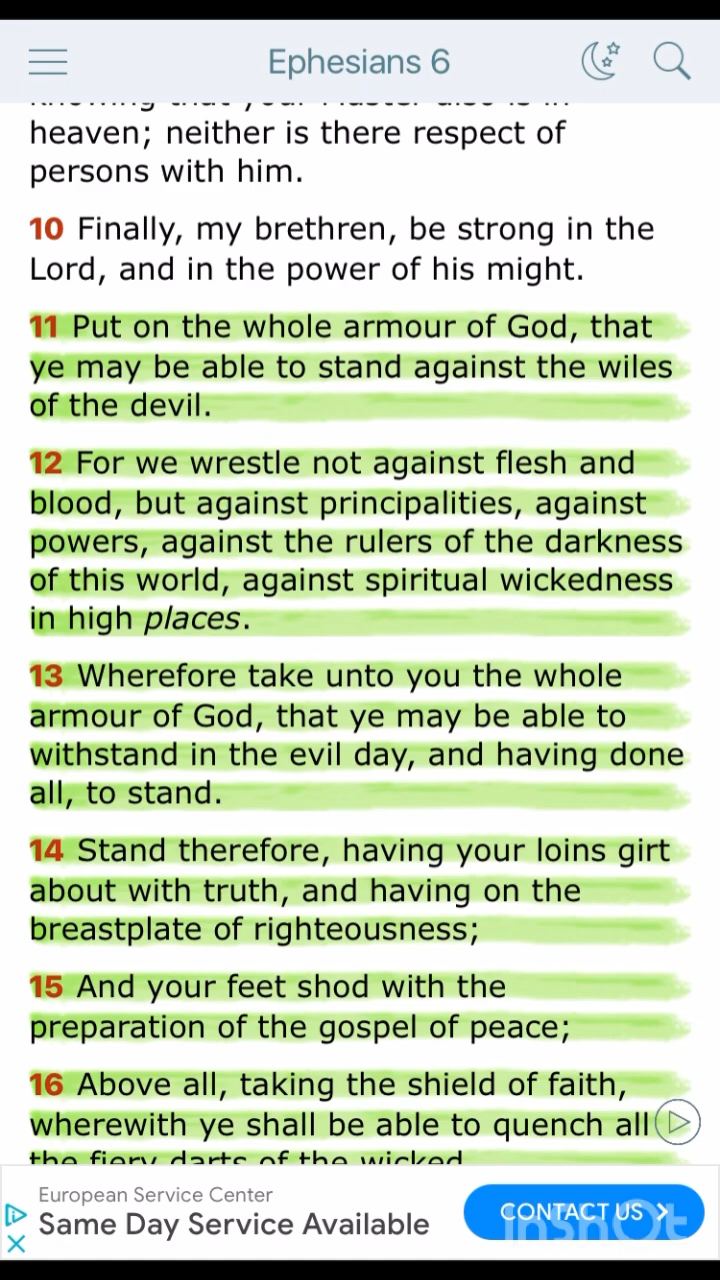 Ephesians 6
heaven; neither is there respect of
persons with him.
10 Finally, my brethren, be strong in the
Lord, and in the power of his might.
11 Put on the whole armour of God, that
ye may be able to stand against the wiles
of the devil.
12 For we wrestle not against flesh and
blood, but against principalities, against
powers, against the rulers of the darkness
of this world, against spiritual wickedness
in high places.
13 Wherefore take unto you the whole
armour of God, that ye may be able to
withstand in the evil day, and having done
all, to stand.
14 Stand therefore, having your loins girt
about with truth, and having on the
breastplate of righteousness;
15 And your feet shod with the
preparation of the gospel of peace;
16 Above all, taking the shield of faith,
wherewith ye shall be able to quench all
the fiery darts of the wicked
European Service Center
Same Day Service Available
CONTACT US
InShOt